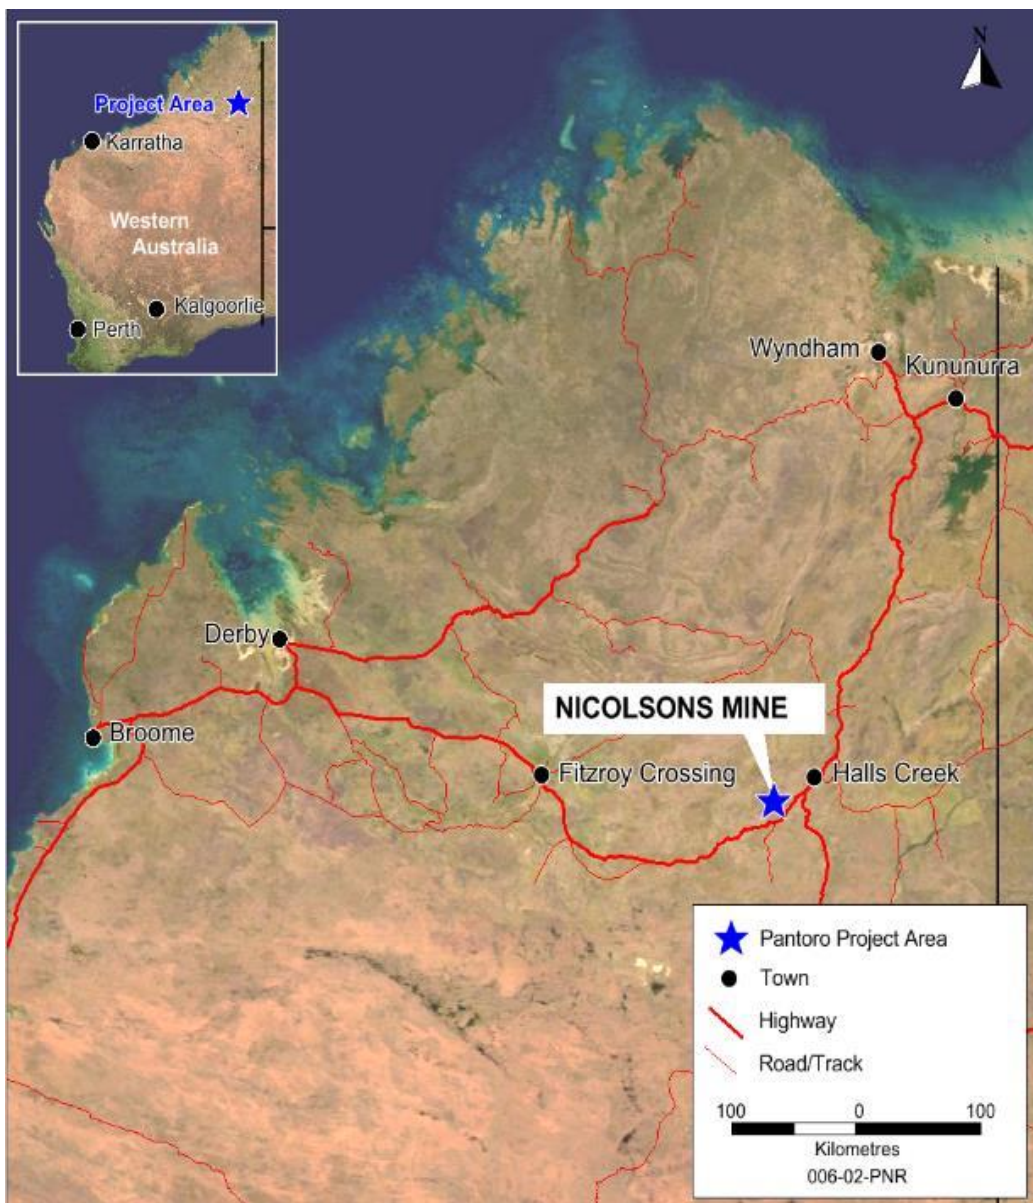 N
Project Area
Karratha
Western
Australia
Kalgoorlie
Perth
Wyndham
Kununurra
Derby
NICOLSONS MINE
Broome
Fitzroy Crossing
Halls Creek
Pantoro Project Area
Town
Highway
Road/Track
100 0 100
Kilometres
006-02-PNR